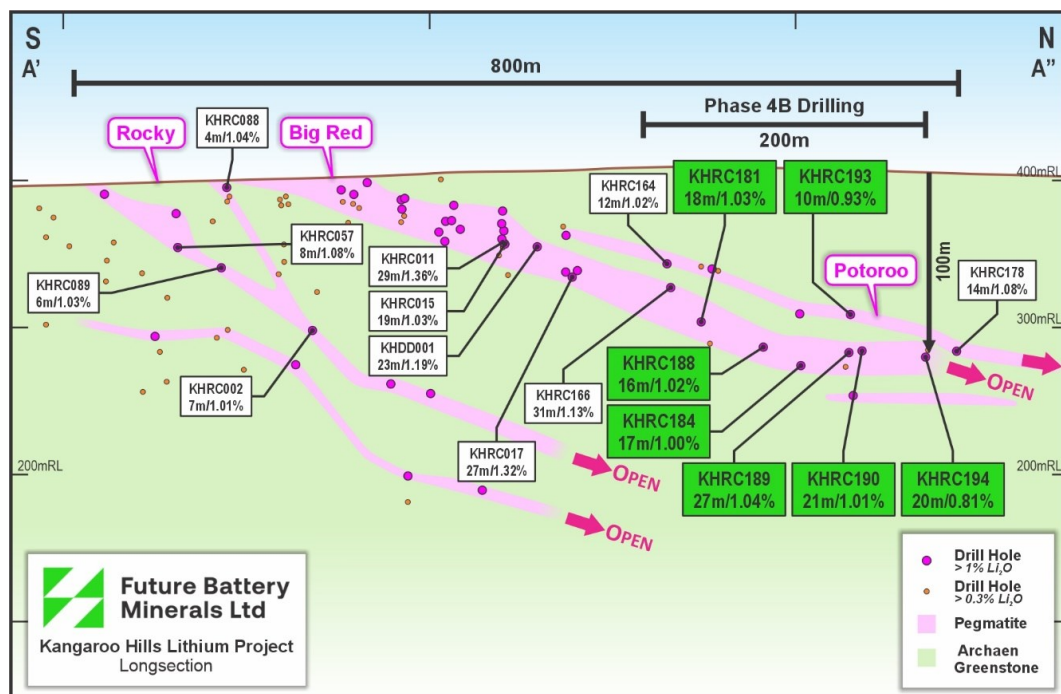 S
A'
N
A"
800m
Phase 4B Drilling
200m
KHRC088
4m/1.04%
Rocky
Big Red
KHRC164
12m/1.02%
KHRC181
18m/1.03%
KHRC193
10m/0.93%
400mRL
400mRL
KHRC057
8m/1.08%
KHRC011
29m/1.36%
KHRC089
6m/1.03%
KHRC015
19m/1.03%
Potoroo
100m
KHRC178
14m/1.08%
300mRL
300mRL
KHDD001
23m/1.19%
KHRC188
16m/1.02%
KHRC002
7m/1.01%
KHRC166
31m/1.13%
KHRC184
17m/1.00%
OPEN
OPEN
KHRC017
27m/1.32%
KHRC189
27m/1.04%
KHRC190
21m/1.01%
KHRC194
20m/0.81%
200mRL
200mRL
OPEN
OPEN
Future Battery
Minerals Ltd
Kangaroo Hills Lithium Project
Longsection
Drill Hole
> 1% Li₂O
Drill Hole
> 0.3% Li₂O
Pegmatite
Archaen
Greenstone